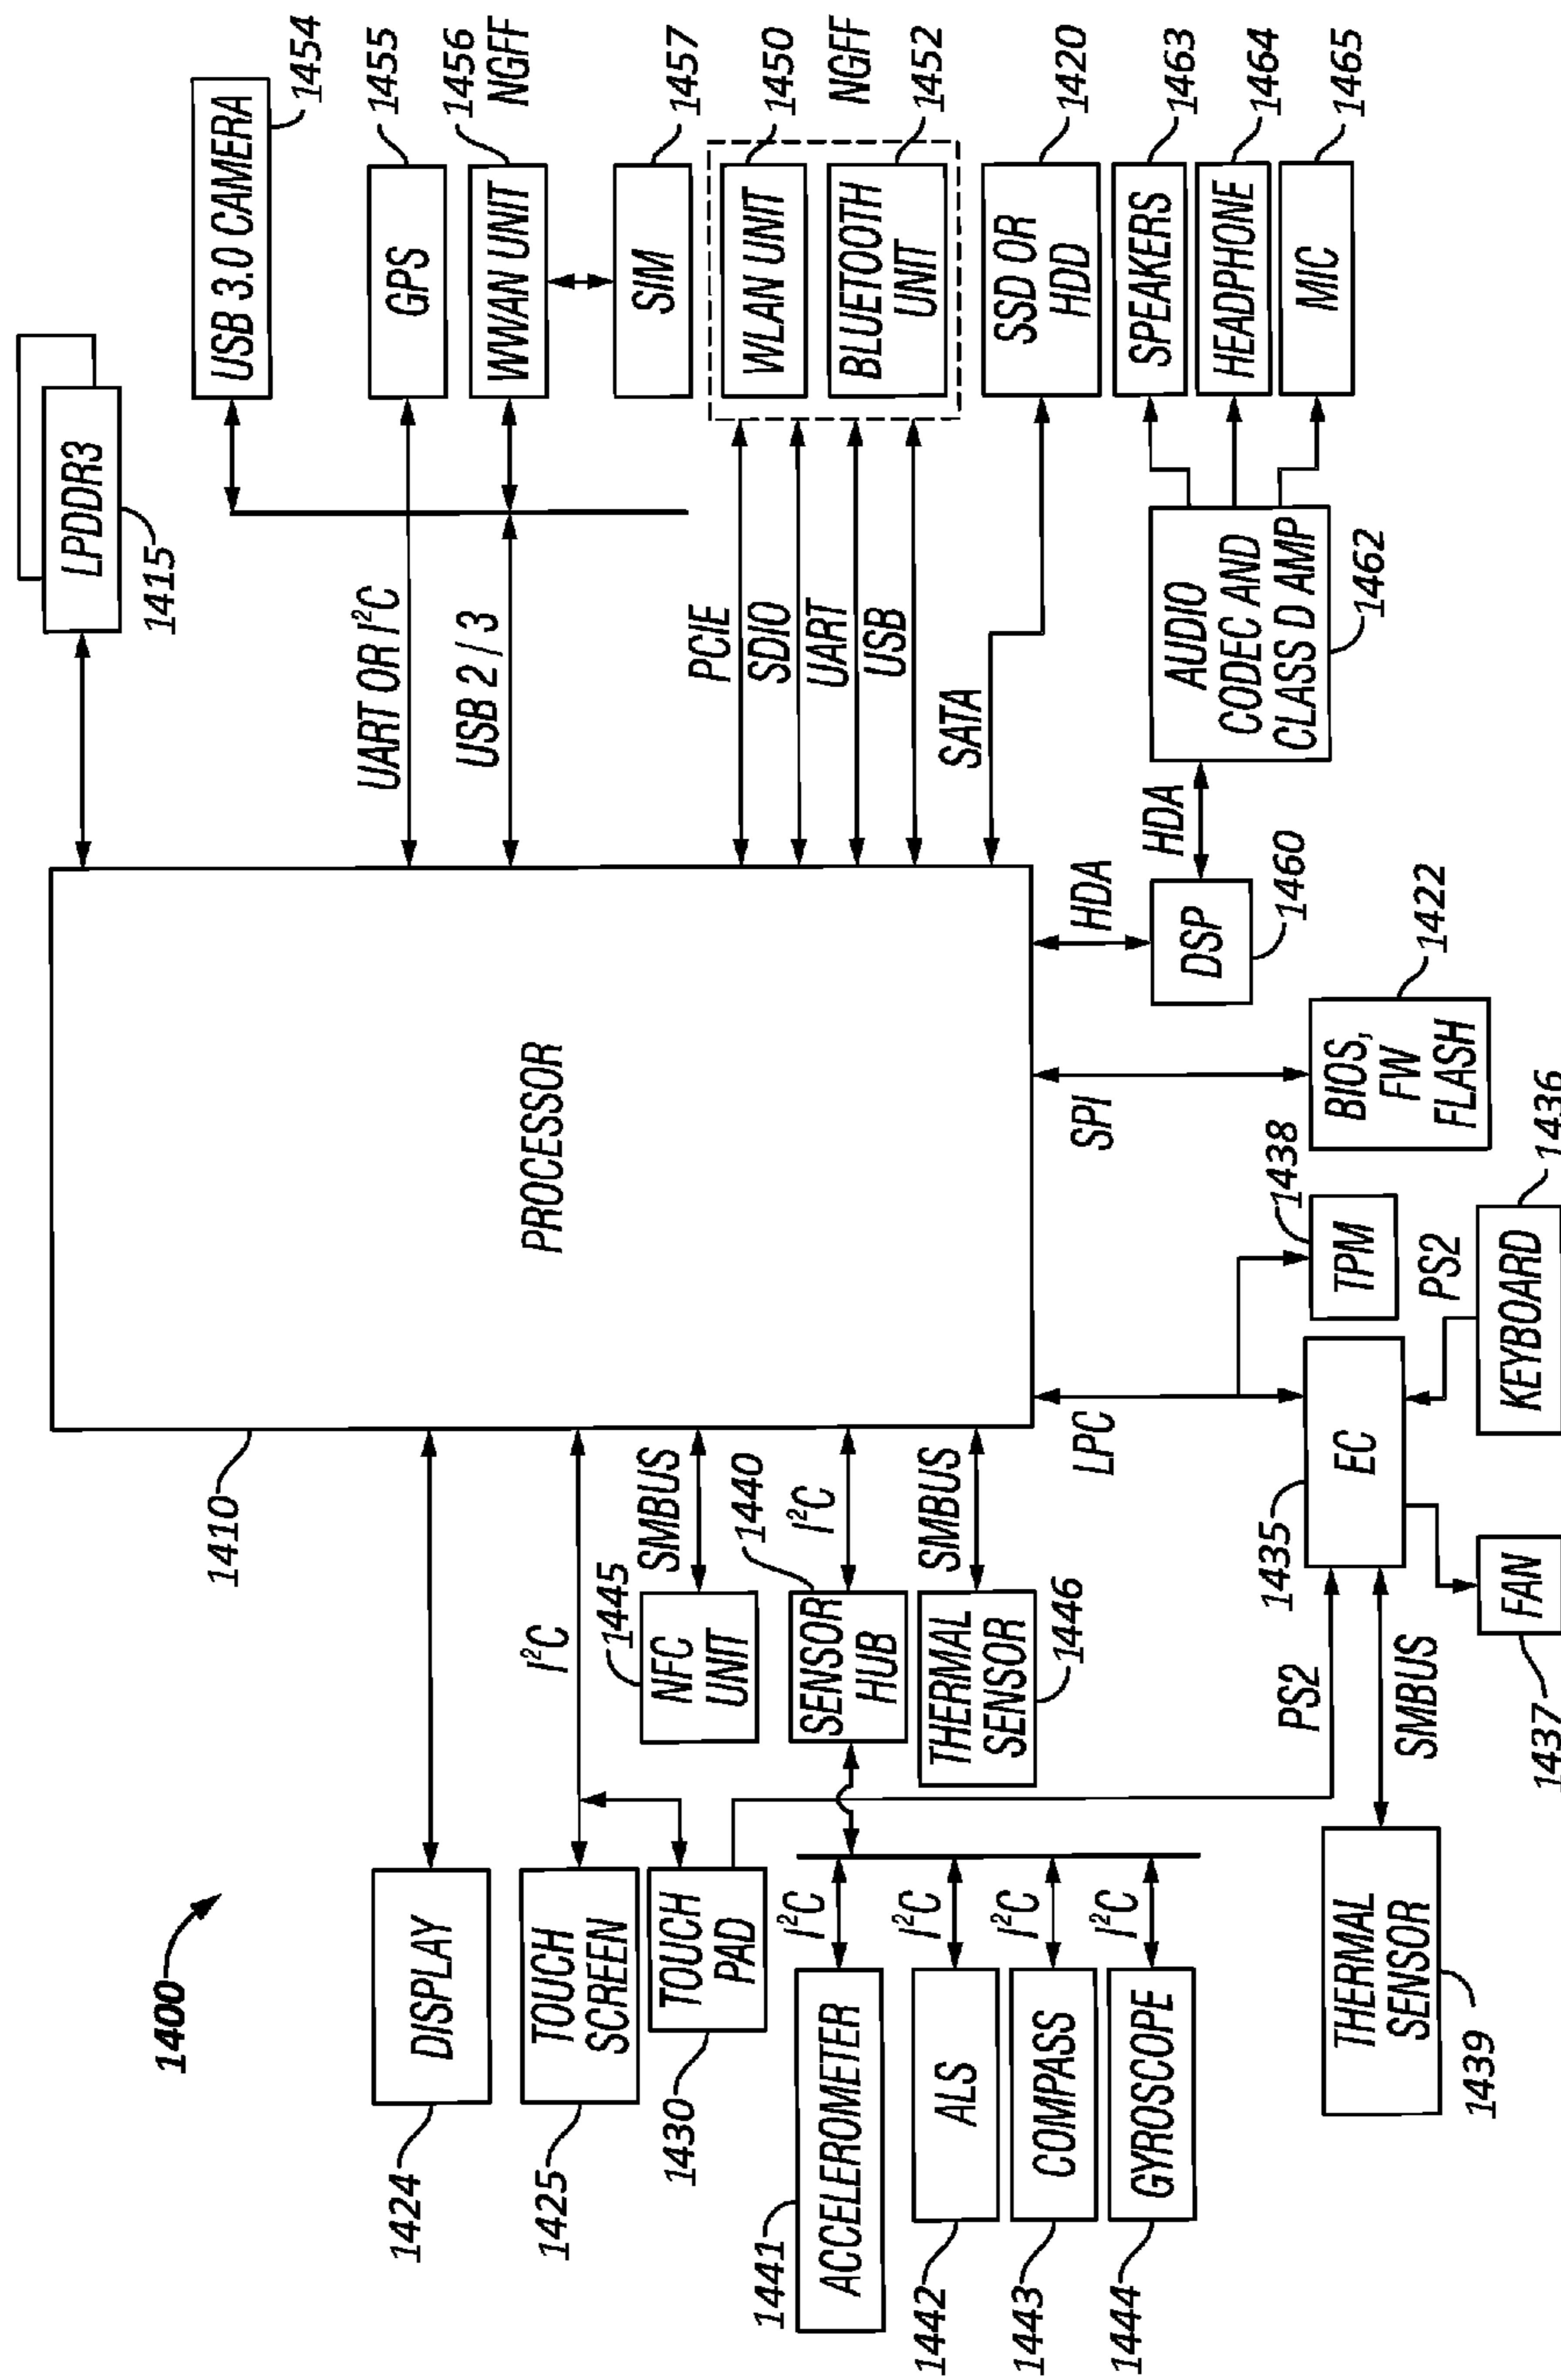 1400
1410
PROCESSOR
LPDDR3
1415
DISPLAY
1424
TOUCH
SCREEN
1425
I²C
TOUCH
PAD
1430
NFC
UNIT
1445
SMBUS
SENSOR
HUB
1440
I²C
THERMAL
SENSOR
1446
SMBUS
ACCELEROMETER
1441
I²C
ALS
1442
I²C
COMPASS
1443
I²C
GYROSCOPE
1444
I²C
THERMAL
SENSOR
1439
SMBUS
PS2
EC
1435
LPC
FAN
1437
KEYBOARD
1436
PS2
TPM
1438
SPI
BIOS,
FW
FLASH
1422
HDA
DSP
1460
HDA
AUDIO
CODEC AND
CLASS D AMP
1462
USB 3.0 CAMERA
1454
UART OR I²C
GPS
1455
USB 2 / 3
WWAN UNIT
1456
NGFF
SIM
1457
PCIE
SDIO
UART
USB
WLAN UNIT
1450
NGFF
BLUETOOTH
UNIT
1452
SATA
SSD OR
HDD
1420
SPEAKERS
1463
HEADPHONE
1464
MIC
1465